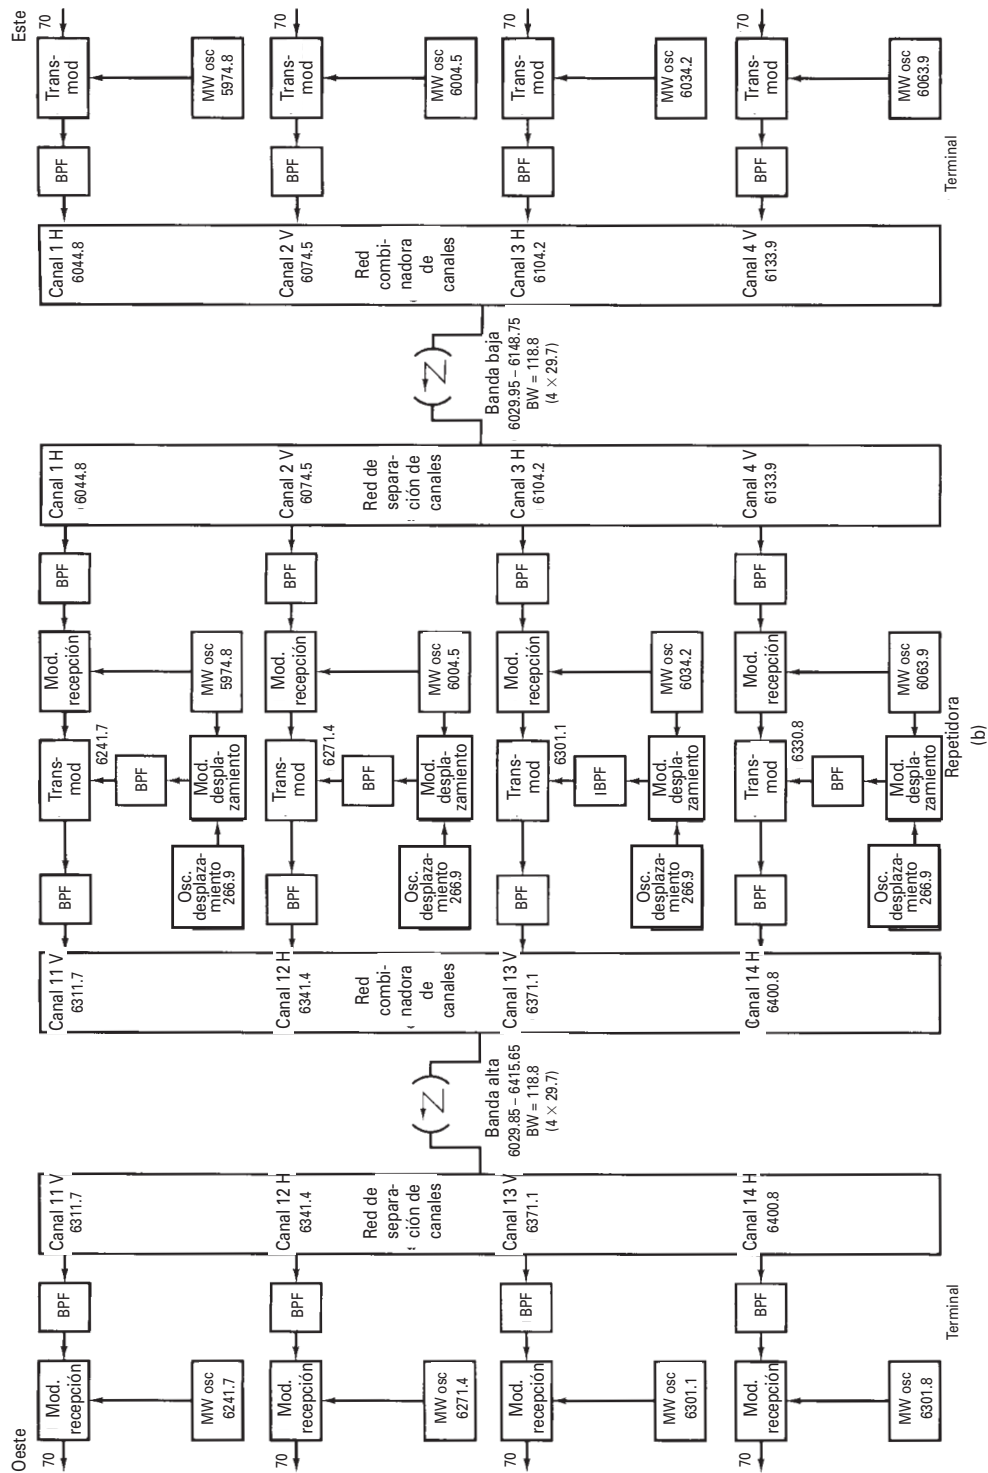 Oeste
Este
70
Mod.
recepción
MW osc
6241.7
BPF
70
Mod.
recepción
MW osc
6271.4
BPF
70
Mod.
recepción
MW osc
6301.1
BPF
70
Mod.
recepción
MW osc
6301.8
BPF
Terminal
Canal 11 V
6311.7
Canal 12 H
6341.4
Red de
separa-
ción de
canales
Canal 13 V
6371.1
Canal 14 H
6400.8
Banda alta
6029.85 – 6415.65
BW = 118.8
(4 × 29.7)
Canal 11 V
6311.7
Canal 12 H
6341.4
Red
combi-
nadora
de
canales
Canal 13 V
6371.1
Canal 14 H
6400.8
BPF
Osc.
desplaza-
miento
266.9
Trans-
mod
6241.7
BPF
Mod.
despla-
zamiento
Mod.
recepción
MW osc
5974.8
BPF
BPF
Osc.
desplaza-
miento
266.9
Trans-
mod
6271.4
BPF
Mod.
despla-
zamiento
Mod.
recepción
MW osc
6004.5
BPF
BPF
Osc.
desplaza-
miento
266.9
Trans-
mod
6301.1
IBPF
Mod.
despla-
zamiento
Mod.
recepción
MW osc
6034.2
BPF
BPF
Osc.
desplaza-
miento
266.9
Trans-
mod
6330.8
BPF
Mod.
despla-
zamiento
Mod.
recepción
MW osc
6063.9
BPF
Repetidora
(b)
Canal 1 H
6044.8
Canal 2 V
6074.5
Red de
separa-
ción de
canales
Canal 3 H
6104.2
Canal 4 V
6133.9
Banda baja
6029.95 – 6148.75
BW = 118.8
(4 × 29.7)
Canal 1 H
6044.8
Canal 2 V
6074.5
Red
combi-
nadora
de
canales
Canal 3 H
6104.2
Canal 4 V
6133.9
BPF
Trans-
mod
MW osc
5974.8
70
BPF
Trans-
mod
MW osc
6004.5
70
BPF
Trans-
mod
MW osc
6034.2
70
BPF
Trans-
mod
MW osc
6063.9
70
Terminal